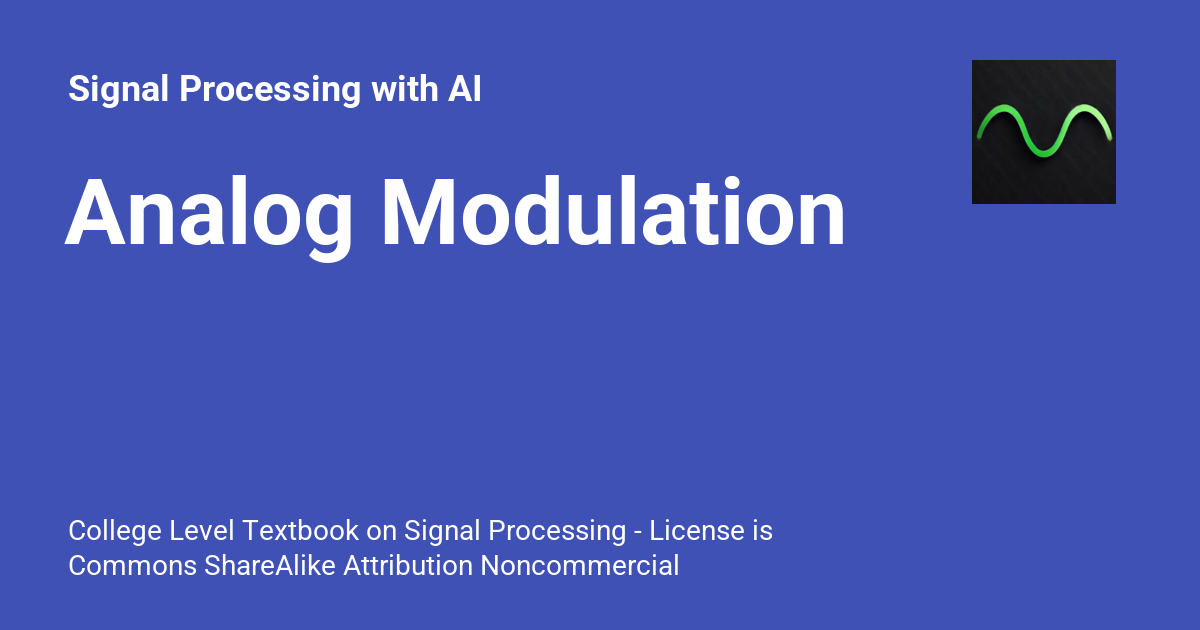 Signal Processing with AI
Analog Modulation
College Level Textbook on Signal Processing - License is
Commons ShareAlike Attribution Noncommercial